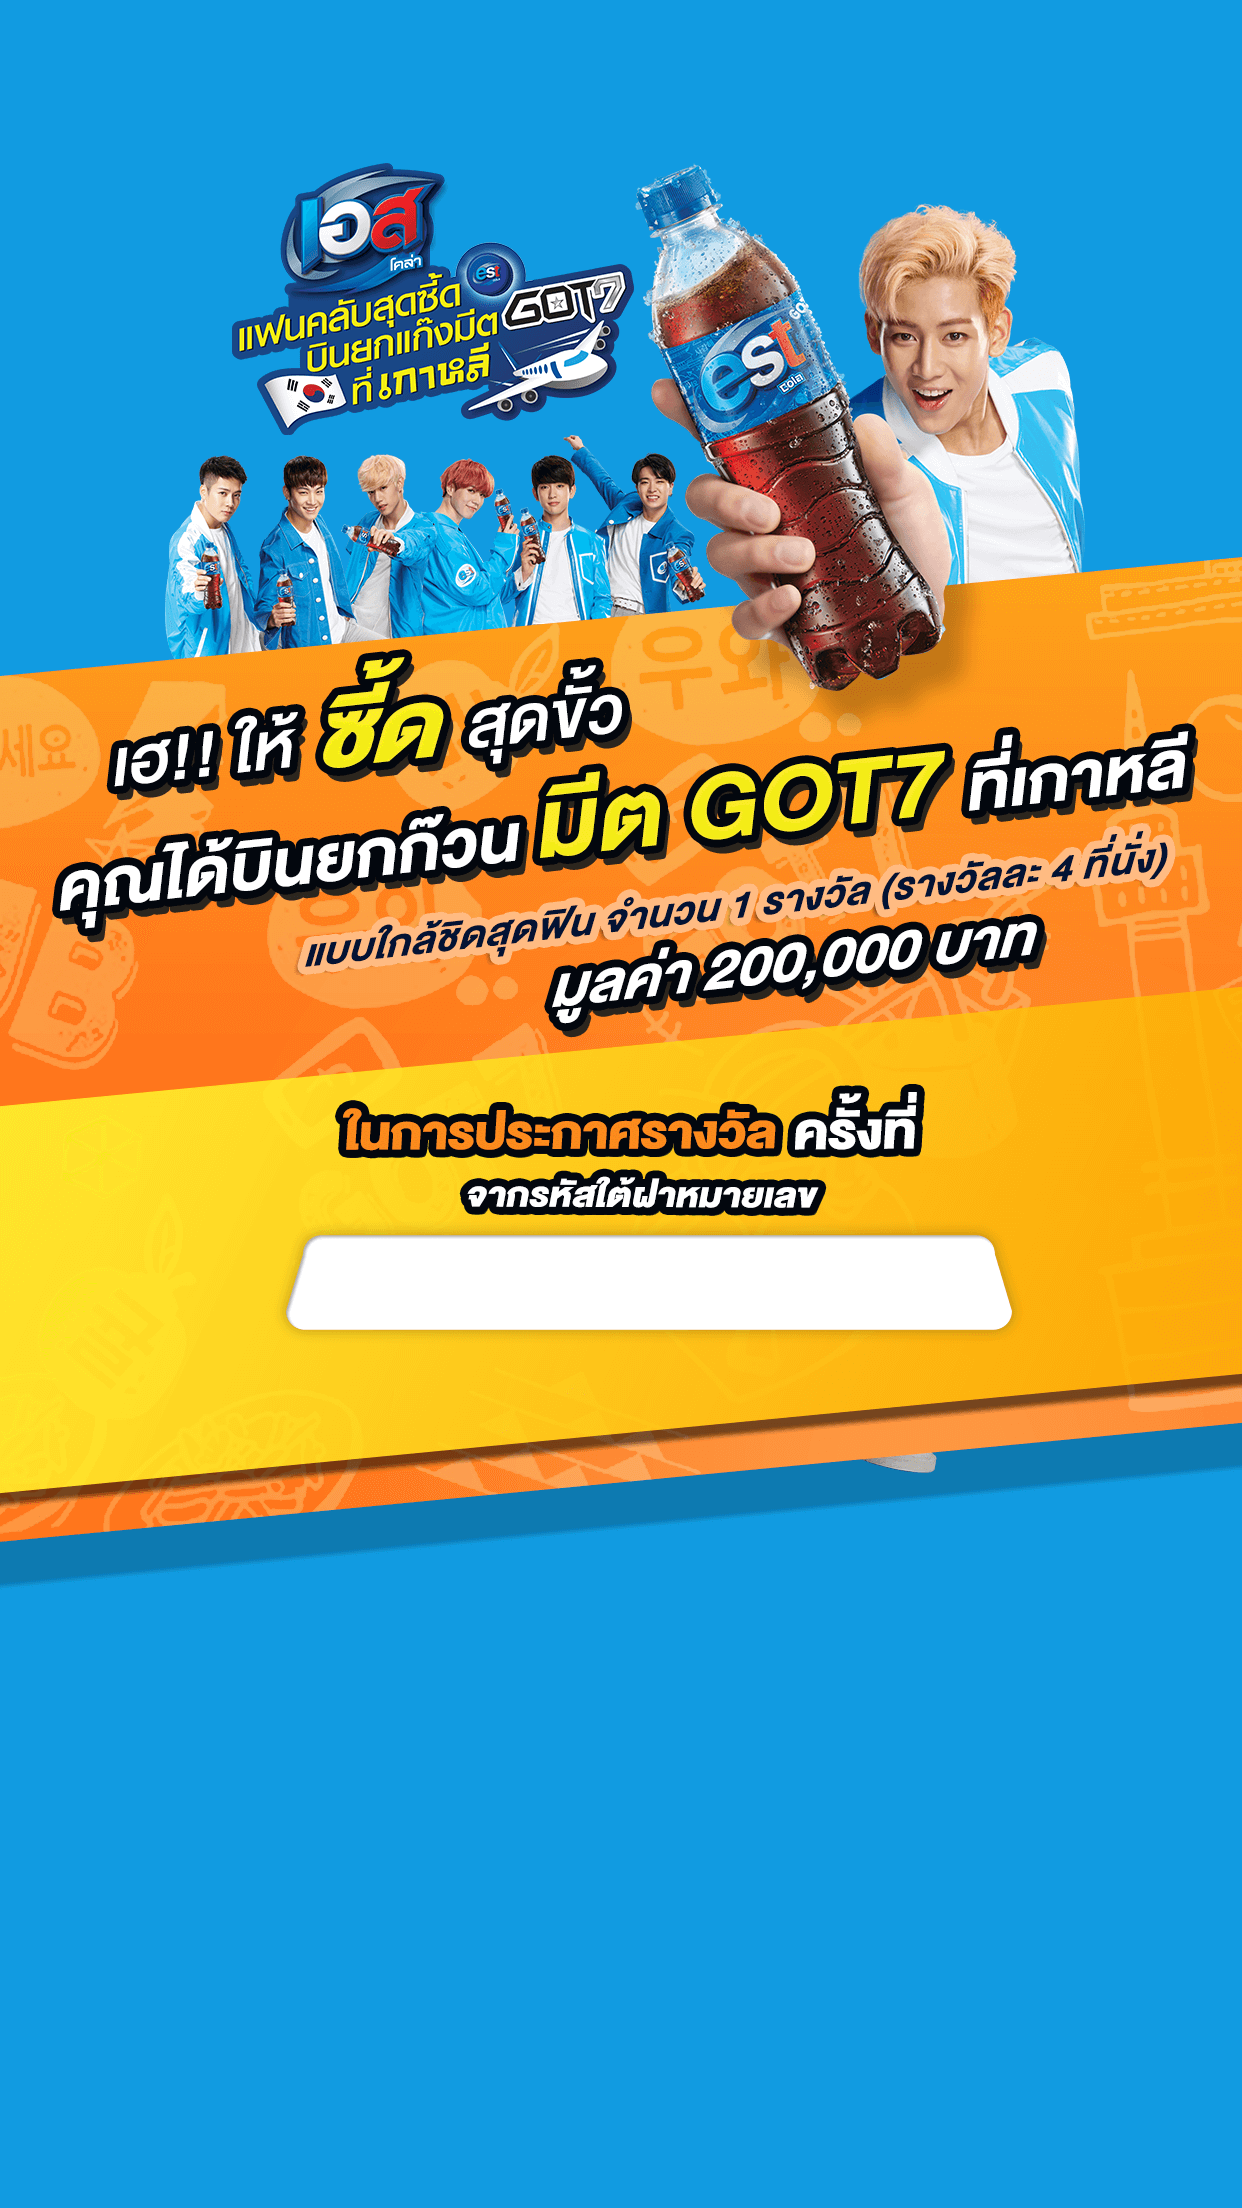 เอส
โคล่า
est
แฟนคลับสุดซี้ด
บินยกแก๊งมีต GOT7
ที่เกาหลี
est
cola
เฮ!! ให้ ซี้ด สุดขั้ว
คุณได้บินยกก๊วน มีต GOT7 ที่เกาหลี
แบบใกล้ชิดสุดฟิน จำนวน 1 รางวัล (รางวัลละ 4 ที่นั่ง)
มูลค่า 200,000 บาท
ในการประกาศรางวัล ครั้งที่
จากรหัสใต้ฝาหมายเลข
우와
세요